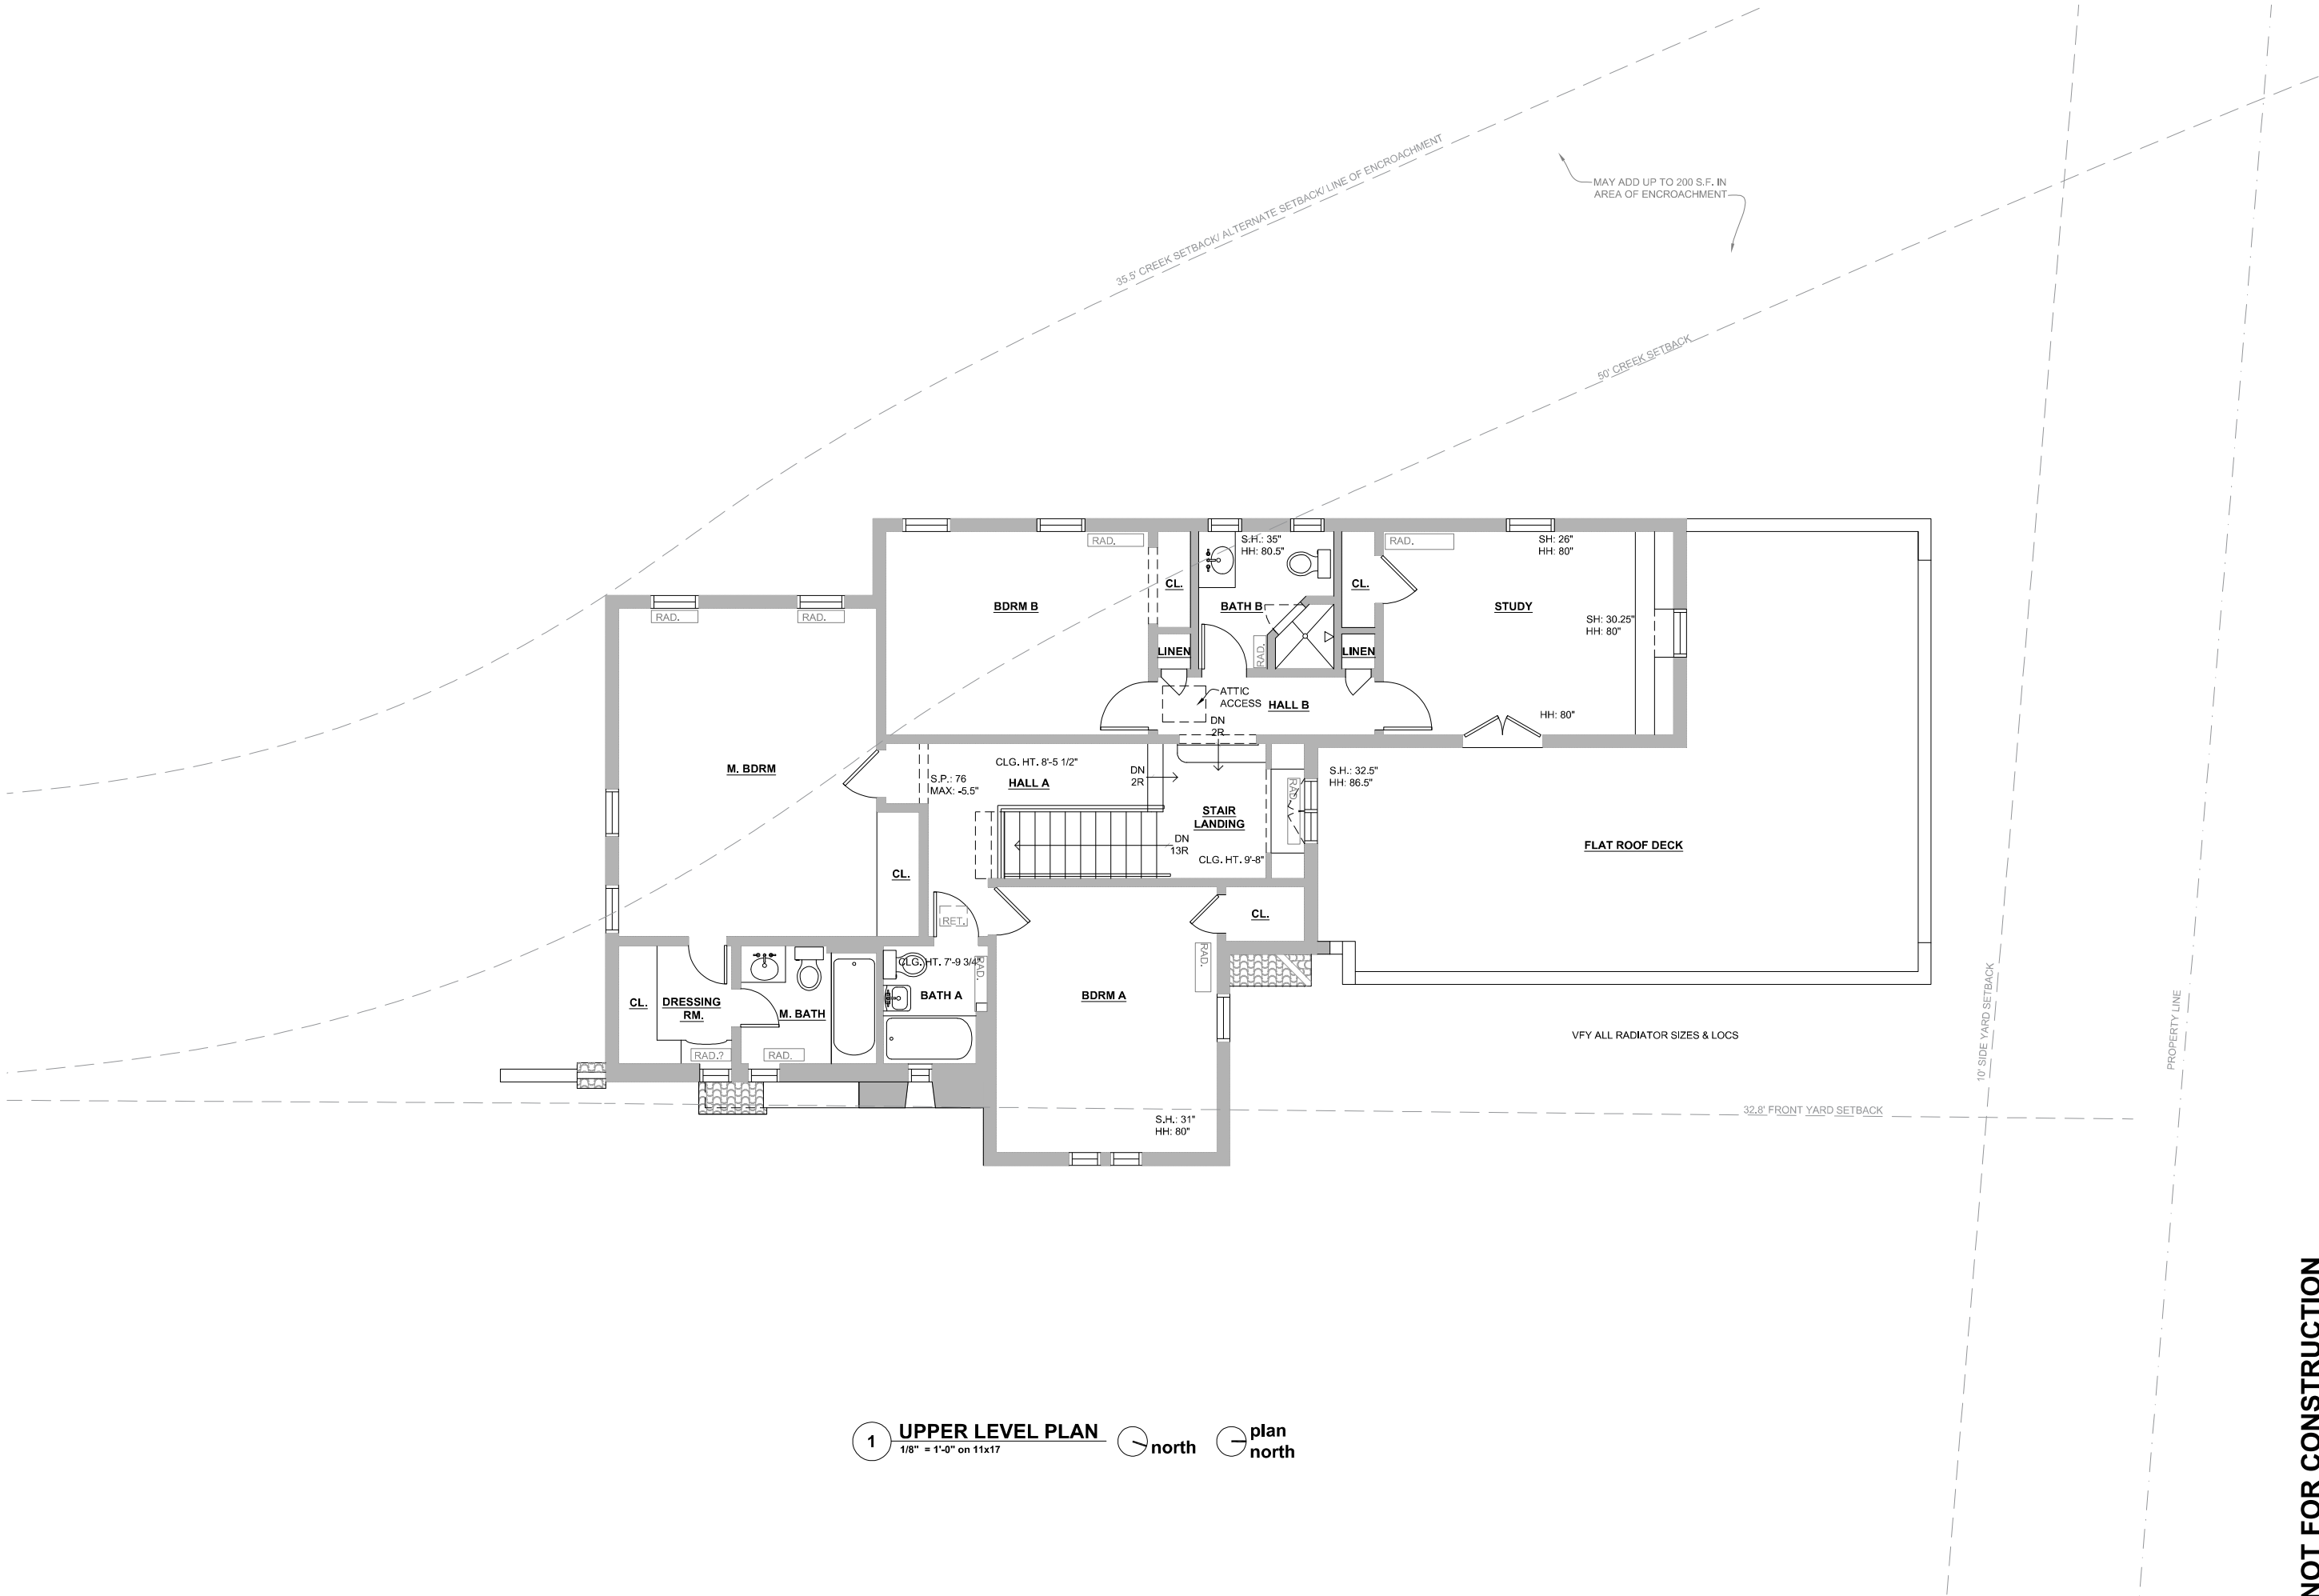 35.5' CREEK SETBACK/ ALTERNATE SETBACK/ LINE OF ENCROACHMENT
MAY ADD UP TO 200 S.F. IN
AREA OF ENCROACHMENT
50' CREEK SETBACK
RAD.
S.H.: 35"
HH: 80.5"
RAD.
SH: 26"
HH: 80"
CL.
CL.
BDRM B
BATH B
STUDY
RAD.
RAD.
SH: 30.25"
HH: 80"
LINEN
RAD.
LINEN
ATTIC
ACCESS
HALL B
HH: 80"
DN
2R
M. BDRM
CLG. HT. 8'-5 1/2"
HALL A
S.P.: 76
MAX: -5.5"
DN
2R
RAD.
S.H.: 32.5"
HH: 86.5"
STAIR
LANDING
DN
13R
CLG. HT. 9'-8"
FLAT ROOF DECK
CL.
RET.
CL.
CLG. HT. 7'-9 3/4"
RAD.
RAD.
CL.
DRESSING
RM.
M. BATH
BATH A
BDRM A
RAD.?
RAD.
VFY ALL RADIATOR SIZES & LOCS
10' SIDE YARD SETBACK
PROPERTY LINE
32.8' FRONT YARD SETBACK
S.H.: 31"
HH: 80"
1
UPPER LEVEL PLAN
1/8" = 1'-0" on 11x17
north
plan
north
NOT FOR CONSTRUCTION